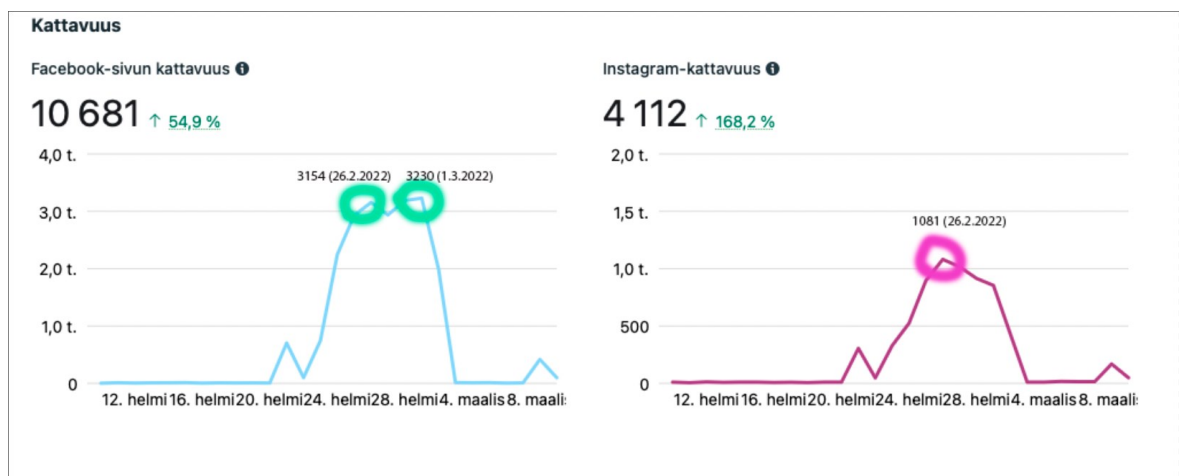 Kattavuus
Facebook-sivun kattavuus
10 681 ↑ 54,9 %
4,0 t.
3154 (26.2.2022) 3230 (1.3.2022)
3,0 t.
2,0 t.
1,0 t.
0
12. helmi 16. helmi 20. helmi 24. helmi 28. helmi 4. maalis 8. maalis
Instagram-kattavuus
4 112 ↑ 168,2 %
2,0 t.
1,5 t.
1081 (26.2.2022)
1,0 t.
500
0
12. helmi 16. helmi 20. helmi 24. helmi 28. helmi 4. maalis 8. maalis